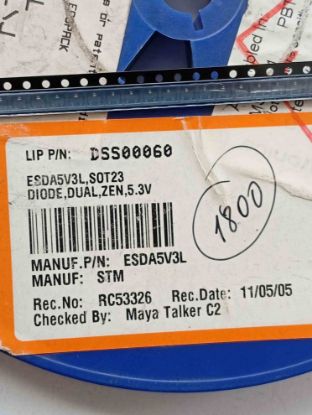 PBT
LIP P/N: DSS00060
ESDA5V3L,SOT23
DIODE,DUAL,ZEN,5.3V
1800
MANUF.P/N: ESDA5V3L
MANUF: STM
Rec.No: RC53326 Rec.Date: 11/05/05
Checked By: Maya Talker C2